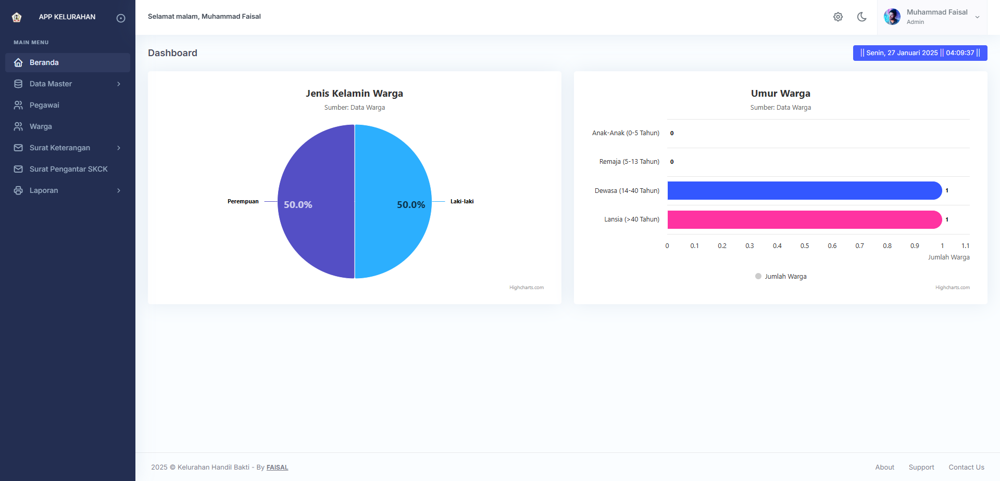 APP KELURAHAN
MAIN MENU
Beranda
Data Master
Pegawai
Warga
Surat Keterangan
Surat Pengantar SKCK
Laporan
Selamat malam, Muhammad Faisal
Muhammad Faisal
Admin
Dashboard
|| Senin, 27 Januari 2025 || 04:09:37 ||
Jenis Kelamin Warga
Sumber: Data Warga
Perempuan
50.0%
50.0%
Laki-laki
Highcharts.com
Umur Warga
Sumber: Data Warga
Anak-Anak (0-5 Tahun) 0
Remaja (5-13 Tahun) 0
Dewasa (14-40 Tahun) 1
Lansia (>40 Tahun) 1
0 0.1 0.2 0.3 0.4 0.5 0.6 0.7 0.8 0.9 1 1.1
Jumlah Warga
Jumlah Warga
Highcharts.com
2025 © Kelurahan Handil Bakti - By FAISAL
About Support Contact Us